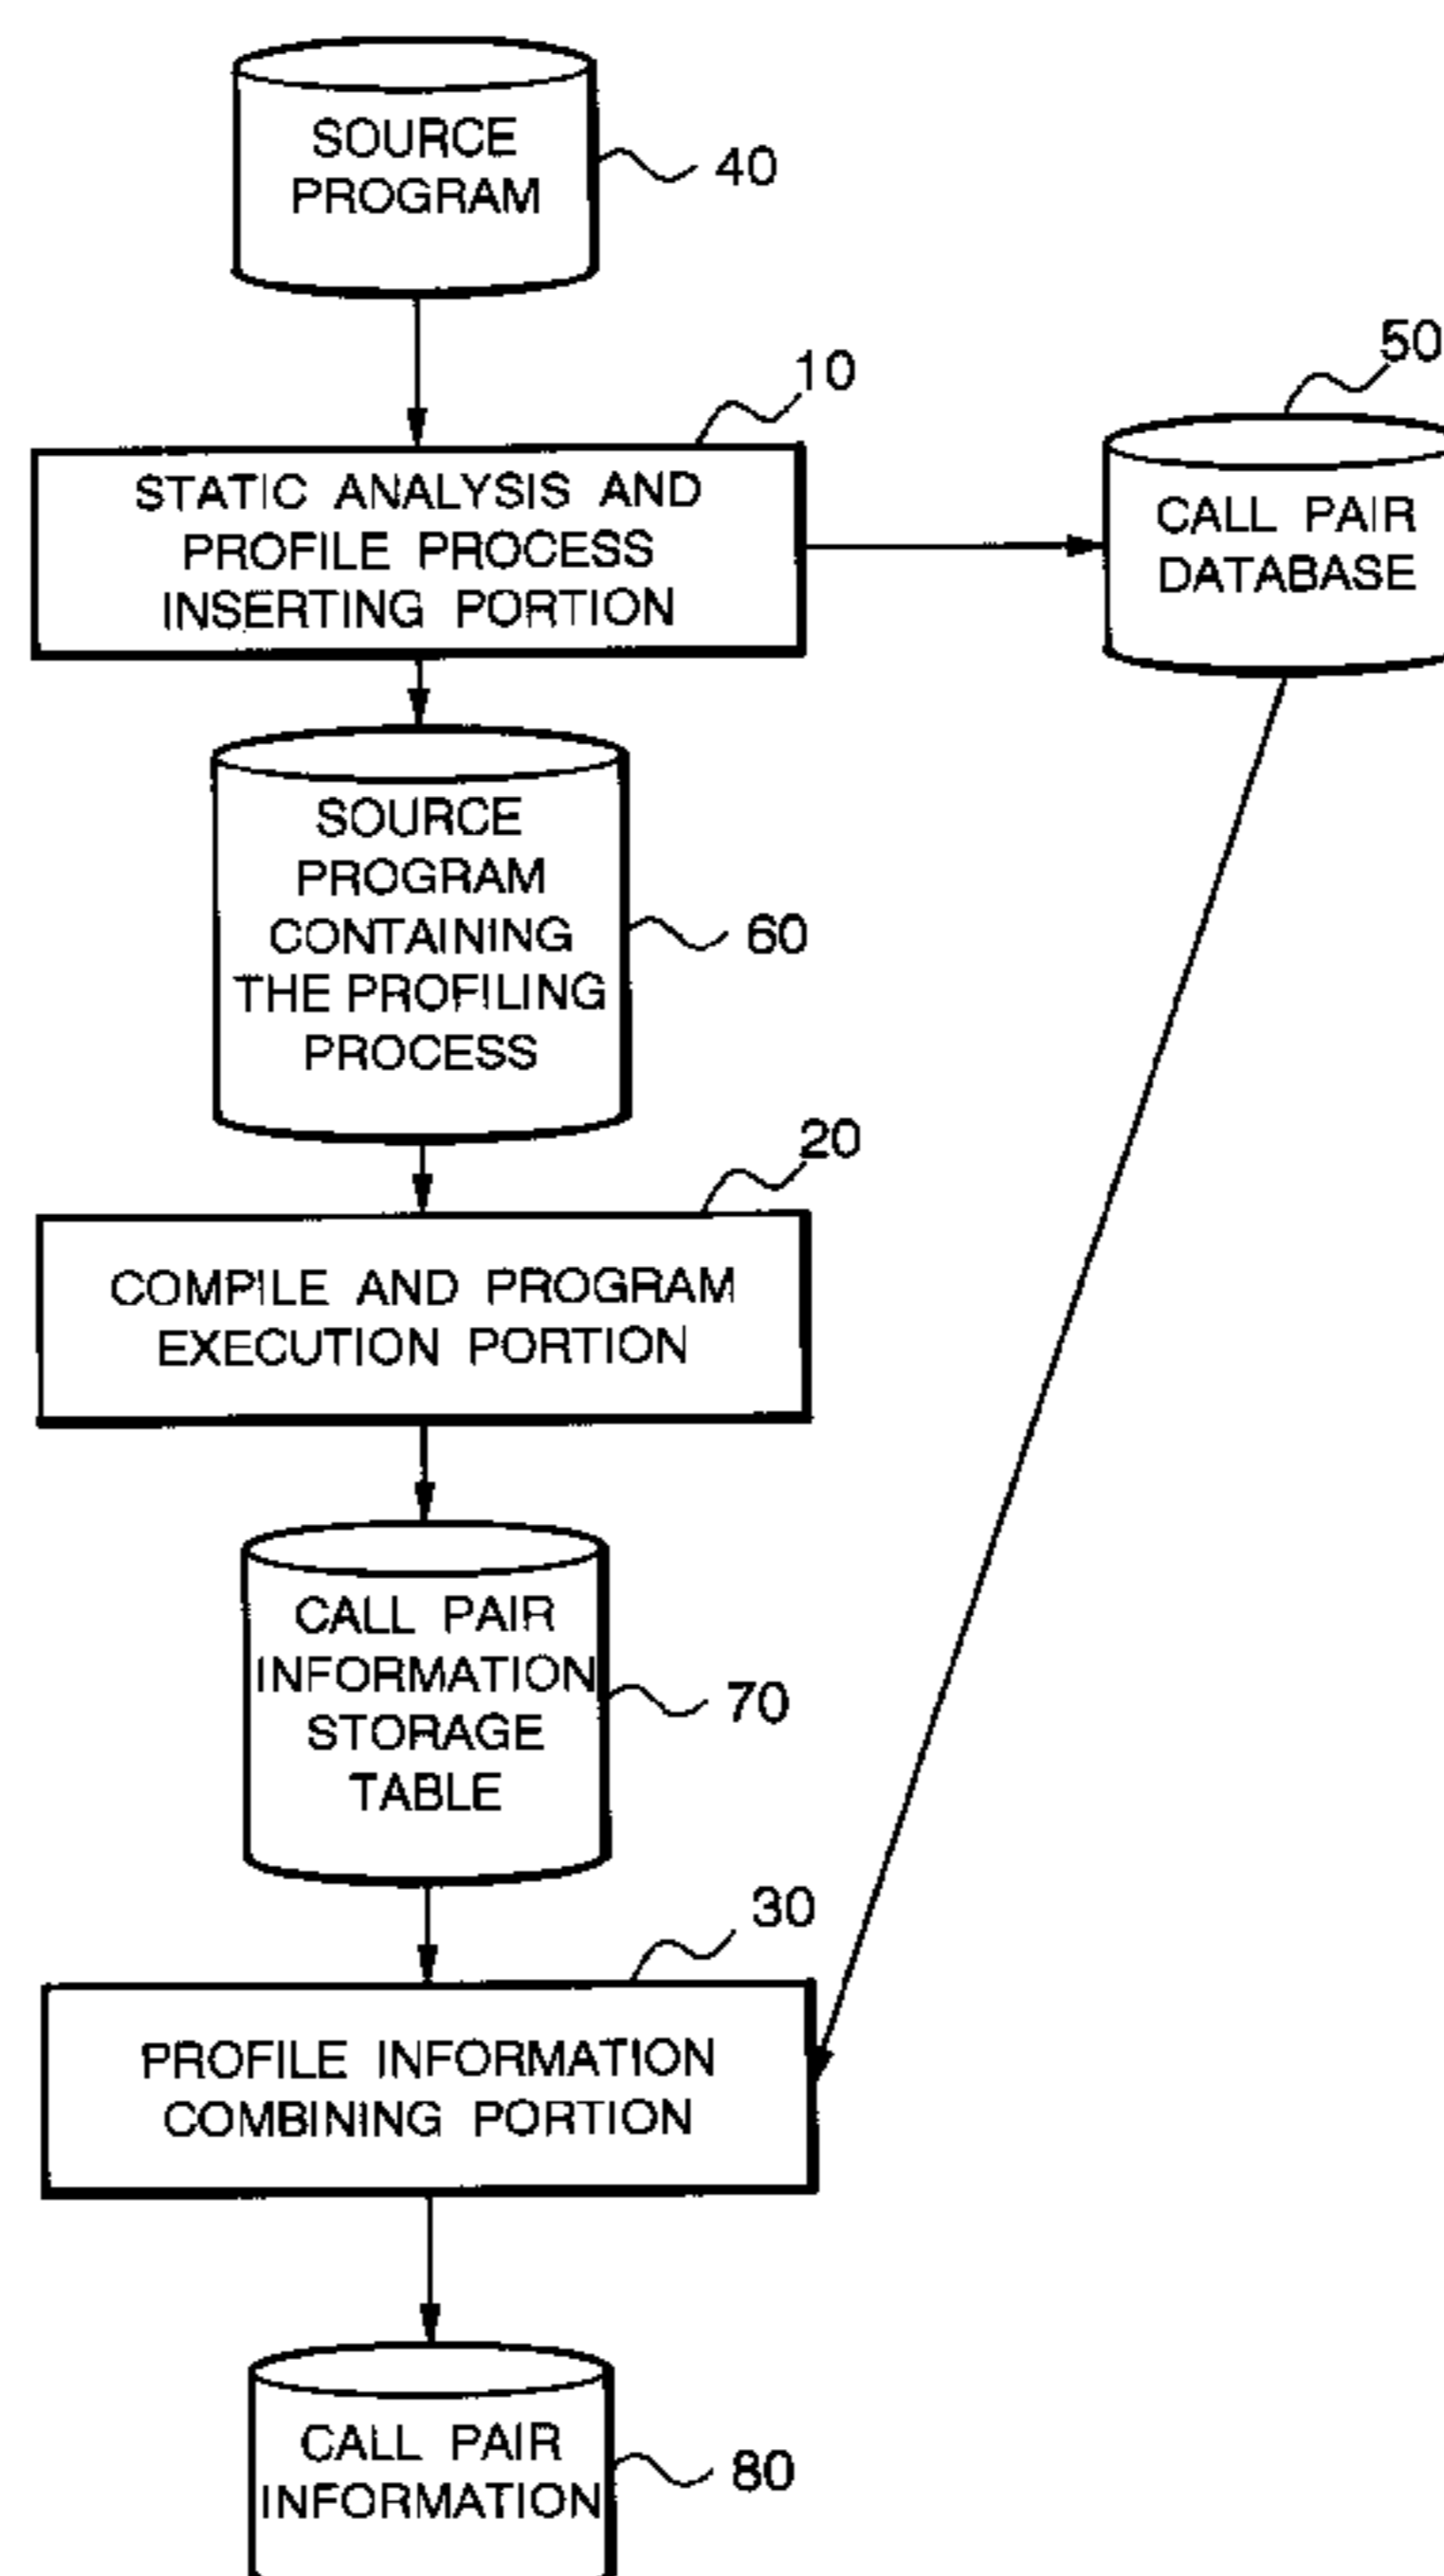 SOURCE
PROGRAM
40
10
50
STATIC ANALYSIS AND
PROFILE PROCESS
INSERTING PORTION
CALL PAIR
DATABASE
SOURCE
PROGRAM
CONTAINING
THE PROFILING
PROCESS
60
20
COMPILE AND PROGRAM
EXECUTION PORTION
CALL PAIR
INFORMATION
STORAGE
TABLE
70
30
PROFILE INFORMATION
COMBINING PORTION
CALL PAIR
INFORMATION
80